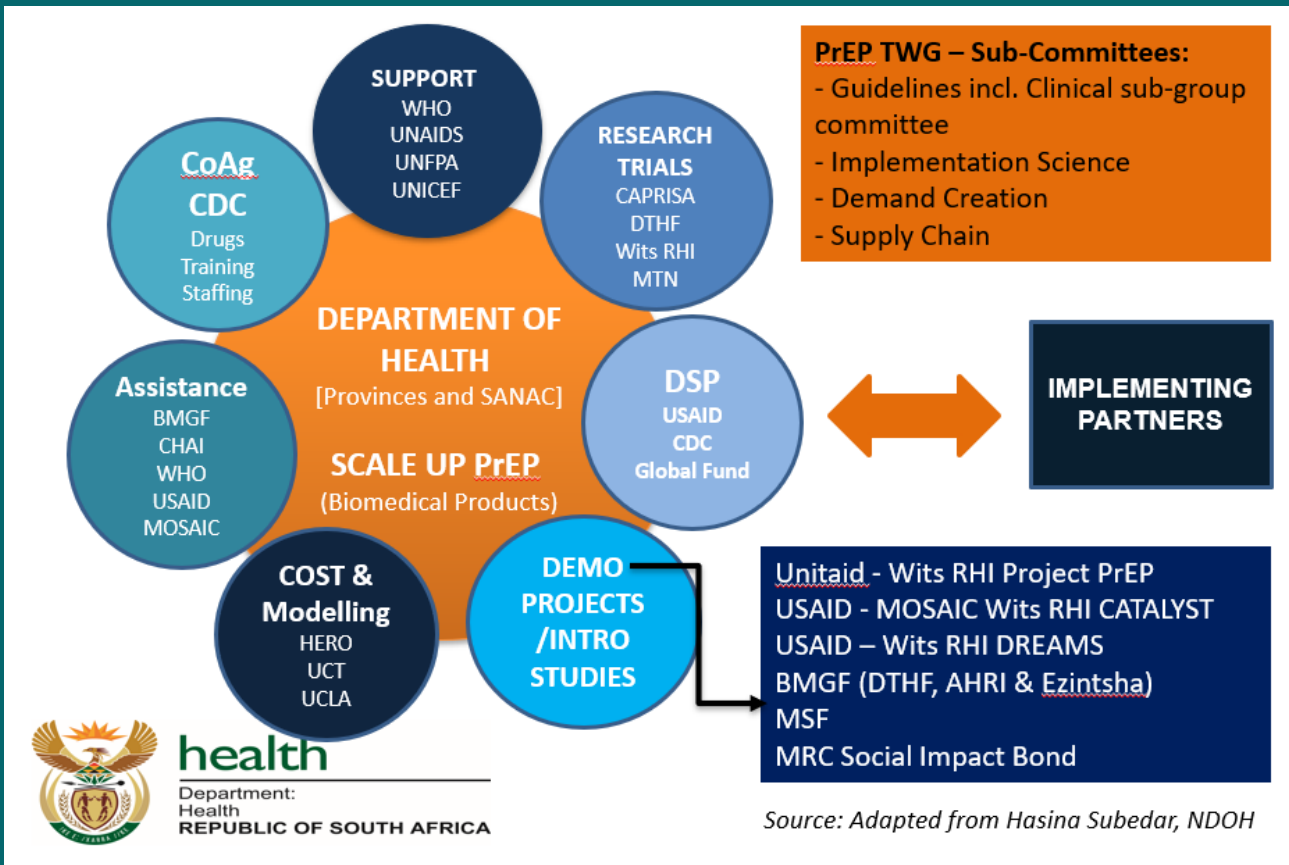 SUPPORT
WHO
UNAIDS
UNFPA
UNICEF
RESEARCH
TRIALS
CAPRISA
DTHF
Wits RHI
MTN
DSP
USAID
CDC
Global Fund
DEMO
PROJECTS
/INTRO
STUDIES
COST &
Modelling
HERO
UCT
UCLA
Assistance
BMGF
CHAI
WHO
USAID
MOSAIC
CoAg
CDC
Drugs
Training
Staffing
DEPARTMENT OF
HEALTH
[Provinces and SANAC]
SCALE UP PrEP
(Biomedical Products)
PrEP TWG – Sub-Committees:
- Guidelines incl. Clinical sub-group
committee
- Implementation Science
- Demand Creation
- Supply Chain
IMPLEMENTING
PARTNERS
Unitaid - Wits RHI Project PrEP
USAID - MOSAIC Wits RHI CATALYST
USAID – Wits RHI DREAMS
BMGF (DTHF, AHRI & Ezintsha)
MSF
MRC Social Impact Bond
health
Department:
Health
REPUBLIC OF SOUTH AFRICA
Source: Adapted from Hasina Subedar, NDOH